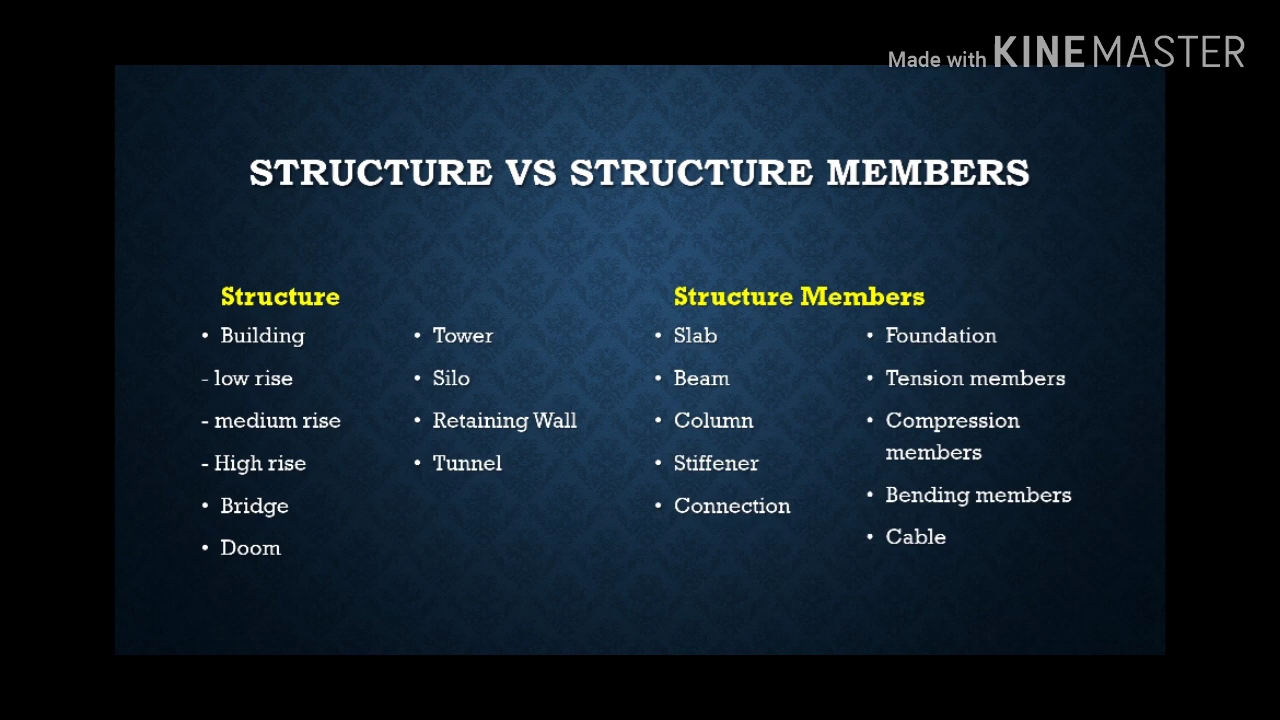 Made with KINEMASTER
STRUCTURE VS STRUCTURE MEMBERS
Structure
• Building
- low rise
- medium rise
- High rise
• Bridge
• Doom
• Tower
• Silo
• Retaining Wall
• Tunnel
Structure Members
• Slab
• Beam
• Column
• Stiffener
• Connection
• Foundation
• Tension members
• Compression
members
• Bending members
• Cable